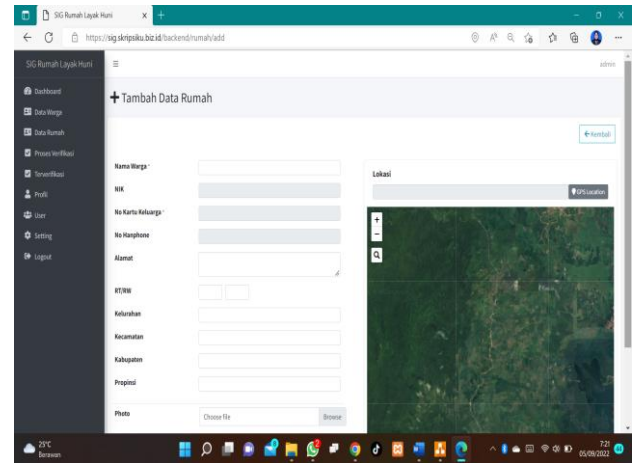 SIG Rumah Layak Huni
https://sig.skripsiku.biz.id/backend/rumah/add
SIG Rumah Layak Huni
admin
Dashboard
Data Warga
Data Rumah
Proses Verifikasi
Terverifikasi
Profil
User
Setting
Logout
Tambah Data Rumah
Kembali
Nama Warga *
NIK
No Kartu Keluarga *
No Hanphone
Alamat
RT/RW
Kelurahan
Kecamatan
Kabupaten
Propinsi
Photo
Choose file
Browse
Lokasi
GPS Location
+
−
25°C
Berawan
7:21
05/09/2022